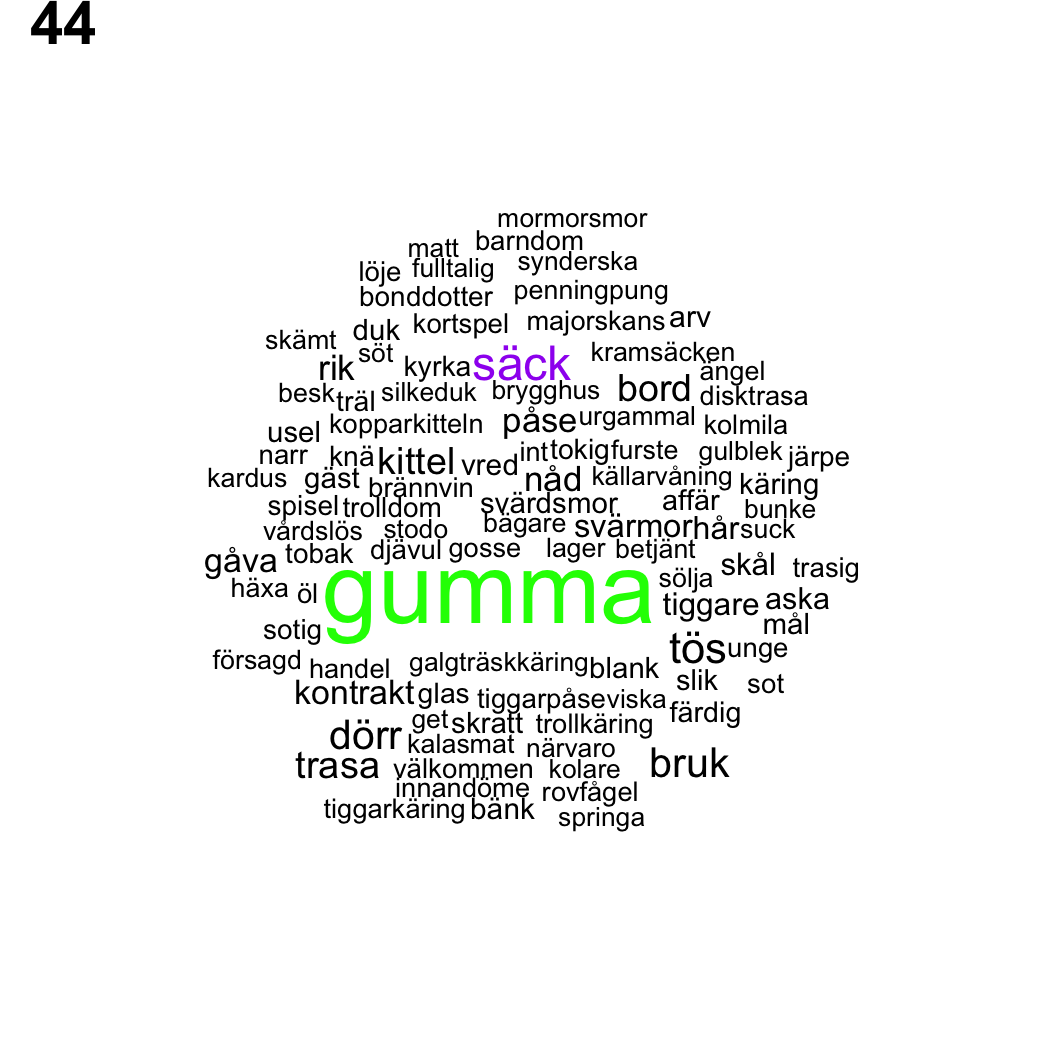 44
mormorsmor
matt barndom
löje fulltalig synderska
bonddotter penningpung
skämt duk kortspel majorskans arv
rik söt kyrka säck kramsäcken ängel
besk träl silkeduk brygghus bord disktrasa
usel kopparkitteln påse urgammal kolmila
narr knä kittel vred int tokig furste gulblek järpe
kardus gäst brännvin nåd källarvåning käring
spisel trolldom svärdsmor affär bunke
vårdslös stodo bägare svärmor hår suck
gåva tobak djävul gosse lager betjänt skål trasig
häxa öl gumma sölja tiggare aska
sotig mål
försagd handel galgträskkäring blank tös unge
kontrakt glas tiggarpåse viska slik sot
dörr get skratt trollkäring färdig
trasa kalasmat närvaro bruk
välkommen kolare
innandöme rovfågel
tiggarkäring bänk springa